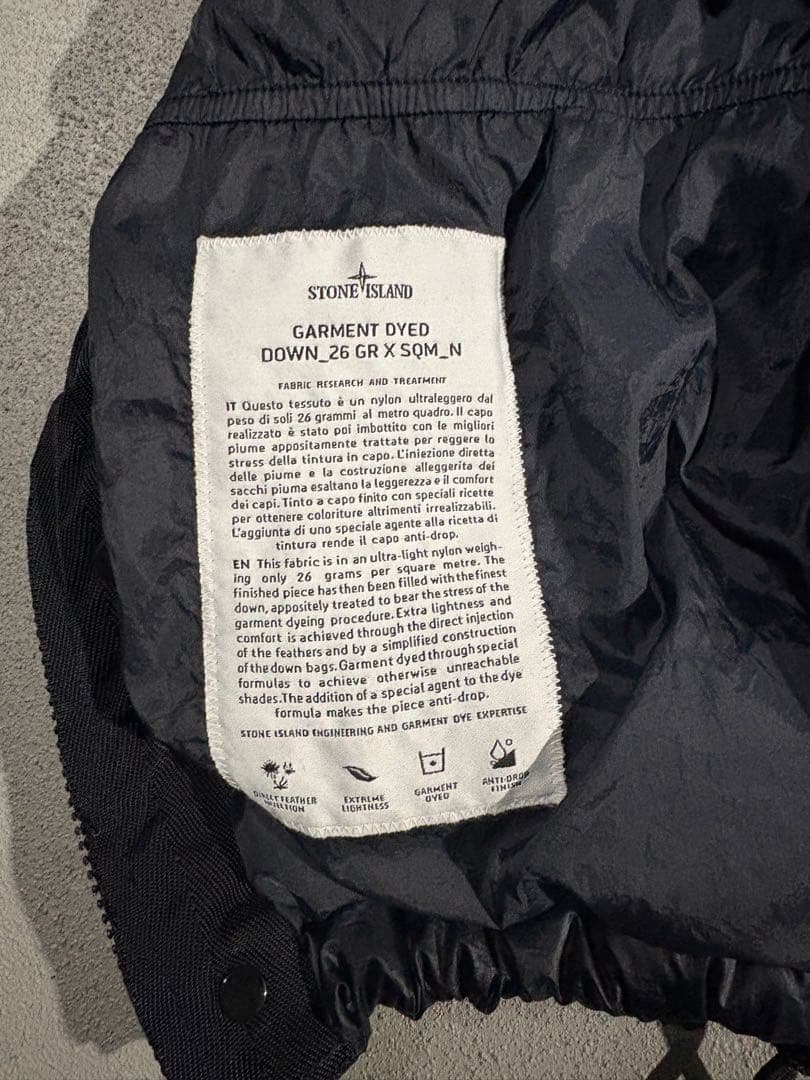 STONE ISLAND
GARMENT DYED
DOWN_26 GR X SQM_N
FABRIC RESEARCH AND TREATMENT
IT Questo tessuto è un nylon ultraleggero dal
peso di soli 26 grammi al metro quadro. Il capo
realizzato è stato poi imbottito con le migliori
piume appositamente trattate per reggere lo
stress della tintura in capo. L'iniezione diretta
delle piume e la costruzione alleggerita dei
sacchi piuma esaltano la leggerezza e il comfort
dei capi. Tinto a capo finito con speciali ricette
per ottenere coloriture altrimenti irrealizzabili.
L'aggiunta di uno speciale agente alla ricetta di
tintura rende il capo anti-drop.
EN This fabric is in an ultra-light nylon weigh-
ing only 26 grams per square metre. The
finished piece has then been filled with the finest
down, appositely treated to bear the stress of the
garment dyeing procedure. Extra lightness and
comfort is achieved through the direct injection
of the feathers and by a simplified construction
of the down bags. Garment dyed through special
formulas to achieve otherwise unreachable
shades. The addition of a special agent to the dye
formula makes the piece anti-drop.
STONE ISLAND ENGINEERING AND GARMENT DYE EXPERTISE
DIRECT FEATHER
INJECTION
EXTREME
LIGHTNESS
GARMENT
DYED
ANTI-DROP
FINISH